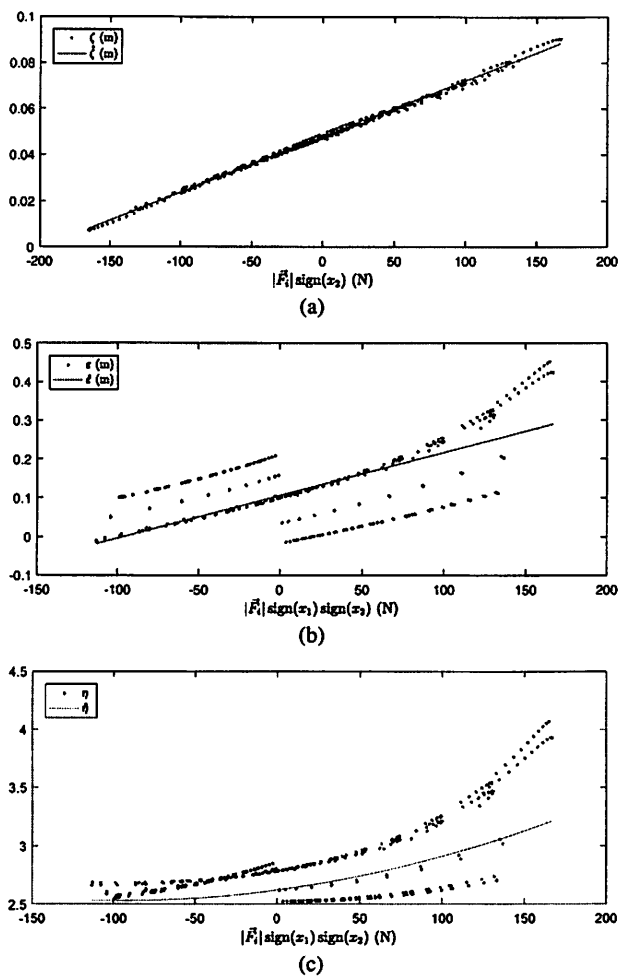 0.1
ζ (m)
ζ̂ (m)
0.08
0.06
0.04
0.02
0
-200 -150 -100 -50 0 50 100 150 200
|F⃗ᵢ| sign(x₂) (N)
(a)
0.5
ε (m)
ε̂ (m)
0.4
0.3
0.2
0.1
0
-0.1
-150 -100 -50 0 50 100 150 200
|F⃗ᵢ| sign(x₁) sign(x₂) (N)
(b)
4.5
η
η̂
4
3.5
3
2.5
-150 -100 -50 0 50 100 150 200
|F⃗ᵢ| sign(x₁) sign(x₂) (N)
(c)